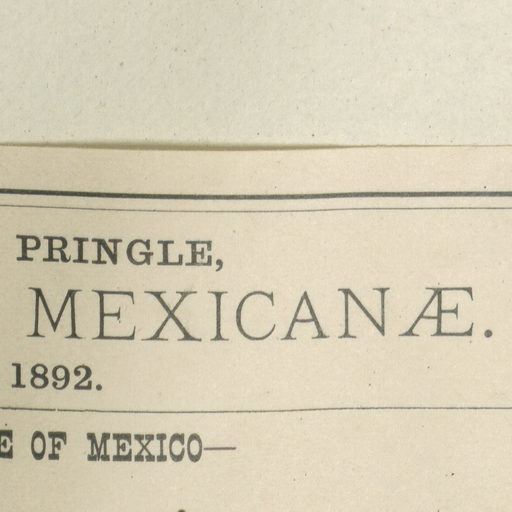 PRINGLE,
MEXICANÆ.
1892.
E OF MEXICO—